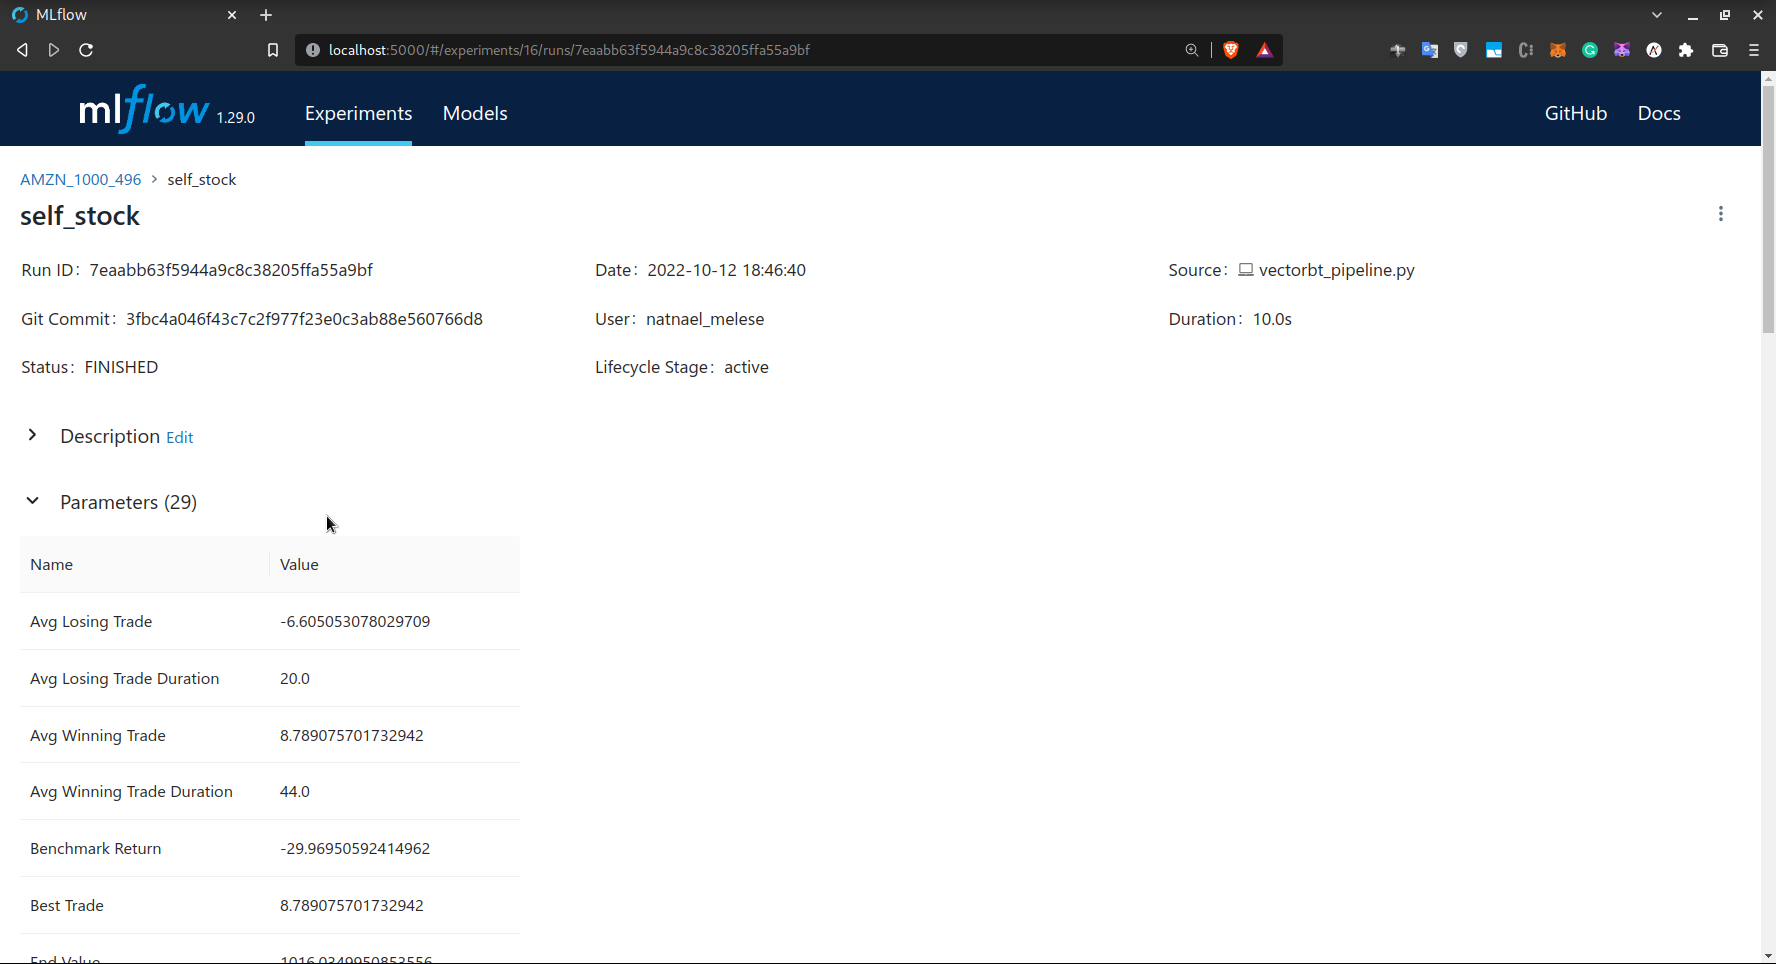 MLflow
localhost:5000/#/experiments/16/runs/7eaabb63f5944a9c8c38205ffa55a9bf
mlflow 1.29.0 Experiments Models GitHub Docs
AMZN_1000_496 > self_stock
self_stock
Run ID: 7eaabb63f5944a9c8c38205ffa55a9bf Date: 2022-10-12 18:46:40 Source: vectorbt_pipeline.py
Git Commit: 3fbc4a046f43c7c2f977f23e0c3ab88e560766d8 User: natnael_melese Duration: 10.0s
Status: FINISHED Lifecycle Stage: active
Description Edit
Parameters (29)
Name Value
Avg Losing Trade -6.605053078029709
Avg Losing Trade Duration 20.0
Avg Winning Trade 8.789075701732942
Avg Winning Trade Duration 44.0
Benchmark Return -29.96950592414962
Best Trade 8.789075701732942
End Value 1016.0349950853556